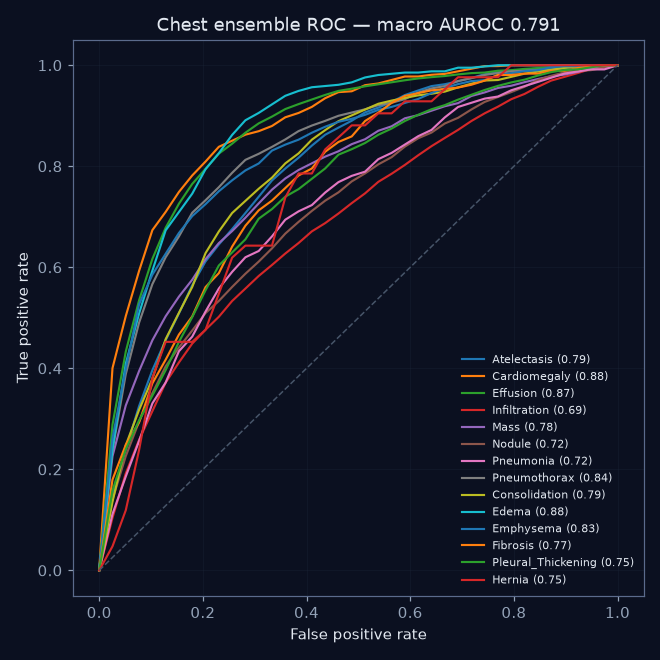 Chest ensemble ROC — macro AUROC 0.791
True positive rate
1.0
0.8
0.6
0.4
0.2
0.0
Atelectasis (0.79)
Cardiomegaly (0.88)
Effusion (0.87)
Infiltration (0.69)
Mass (0.78)
Nodule (0.72)
Pneumonia (0.72)
Pneumothorax (0.84)
Consolidation (0.79)
Edema (0.88)
Emphysema (0.83)
Fibrosis (0.77)
Pleural_Thickening (0.75)
Hernia (0.75)
0.0 0.2 0.4 0.6 0.8 1.0
False positive rate